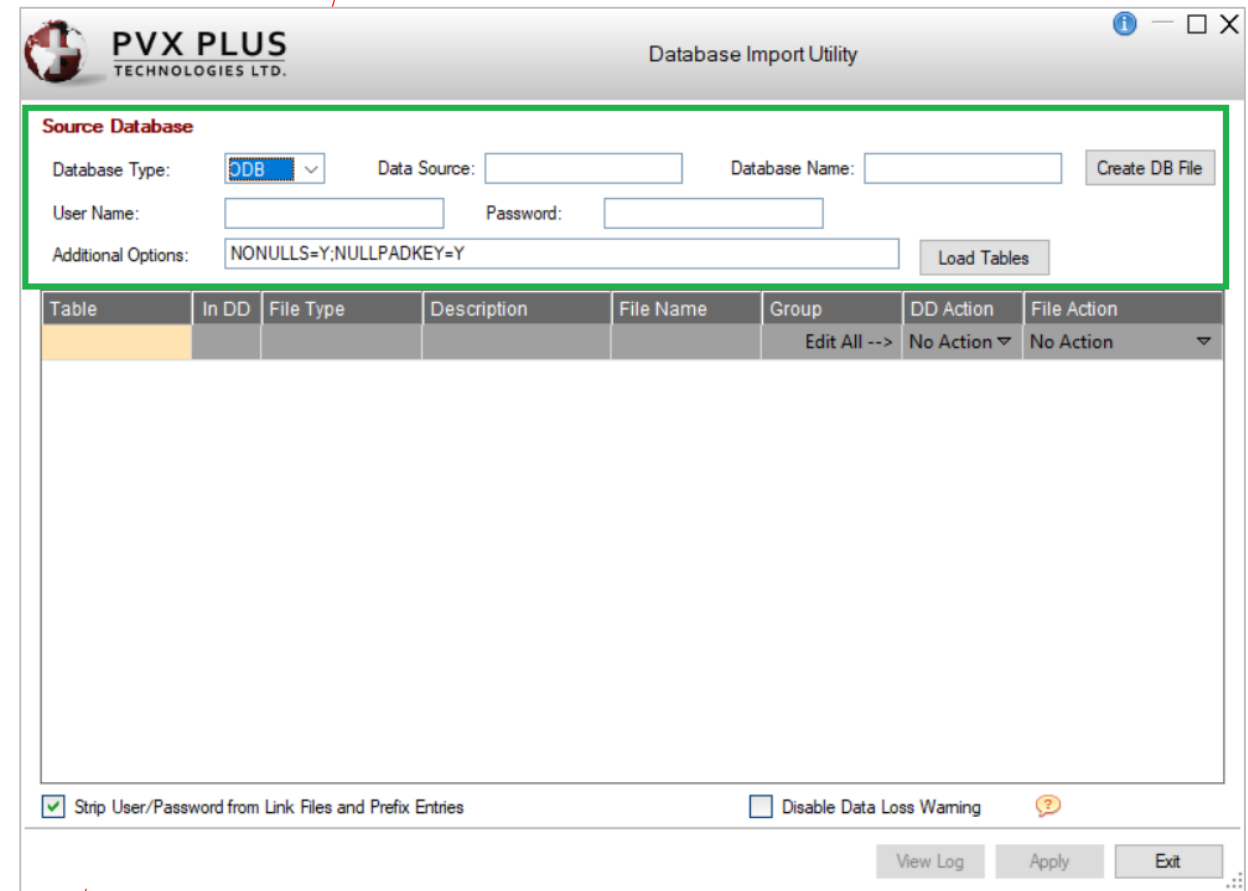 PVX PLUS
TECHNOLOGIES LTD.
Database Import Utility
Source Database
Database Type: ODB Data Source: Database Name: Create DB File
User Name: Password:
Additional Options: NONULLS=Y;NULLPADKEY=Y Load Tables
Table In DD File Type Description File Name Group DD Action File Action
Edit All --> No Action No Action
Strip User/Password from Link Files and Prefix Entries Disable Data Loss Warning
View Log Apply Exit